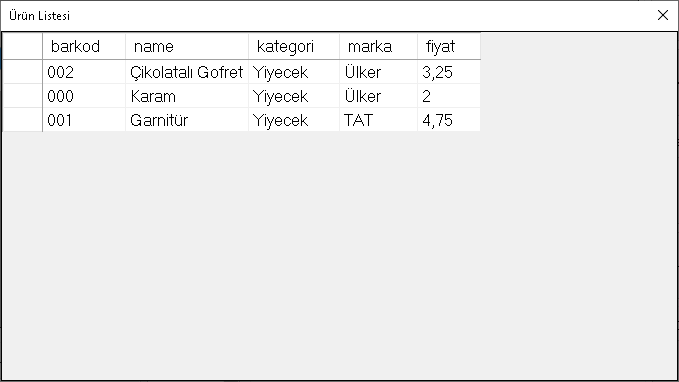 Ürün Listesi
barkod name kategori marka fiyat
002 Çikolatalı Gofret Yiyecek Ülker 3,25
000 Karam Yiyecek Ülker 2
001 Garnitür Yiyecek TAT 4,75